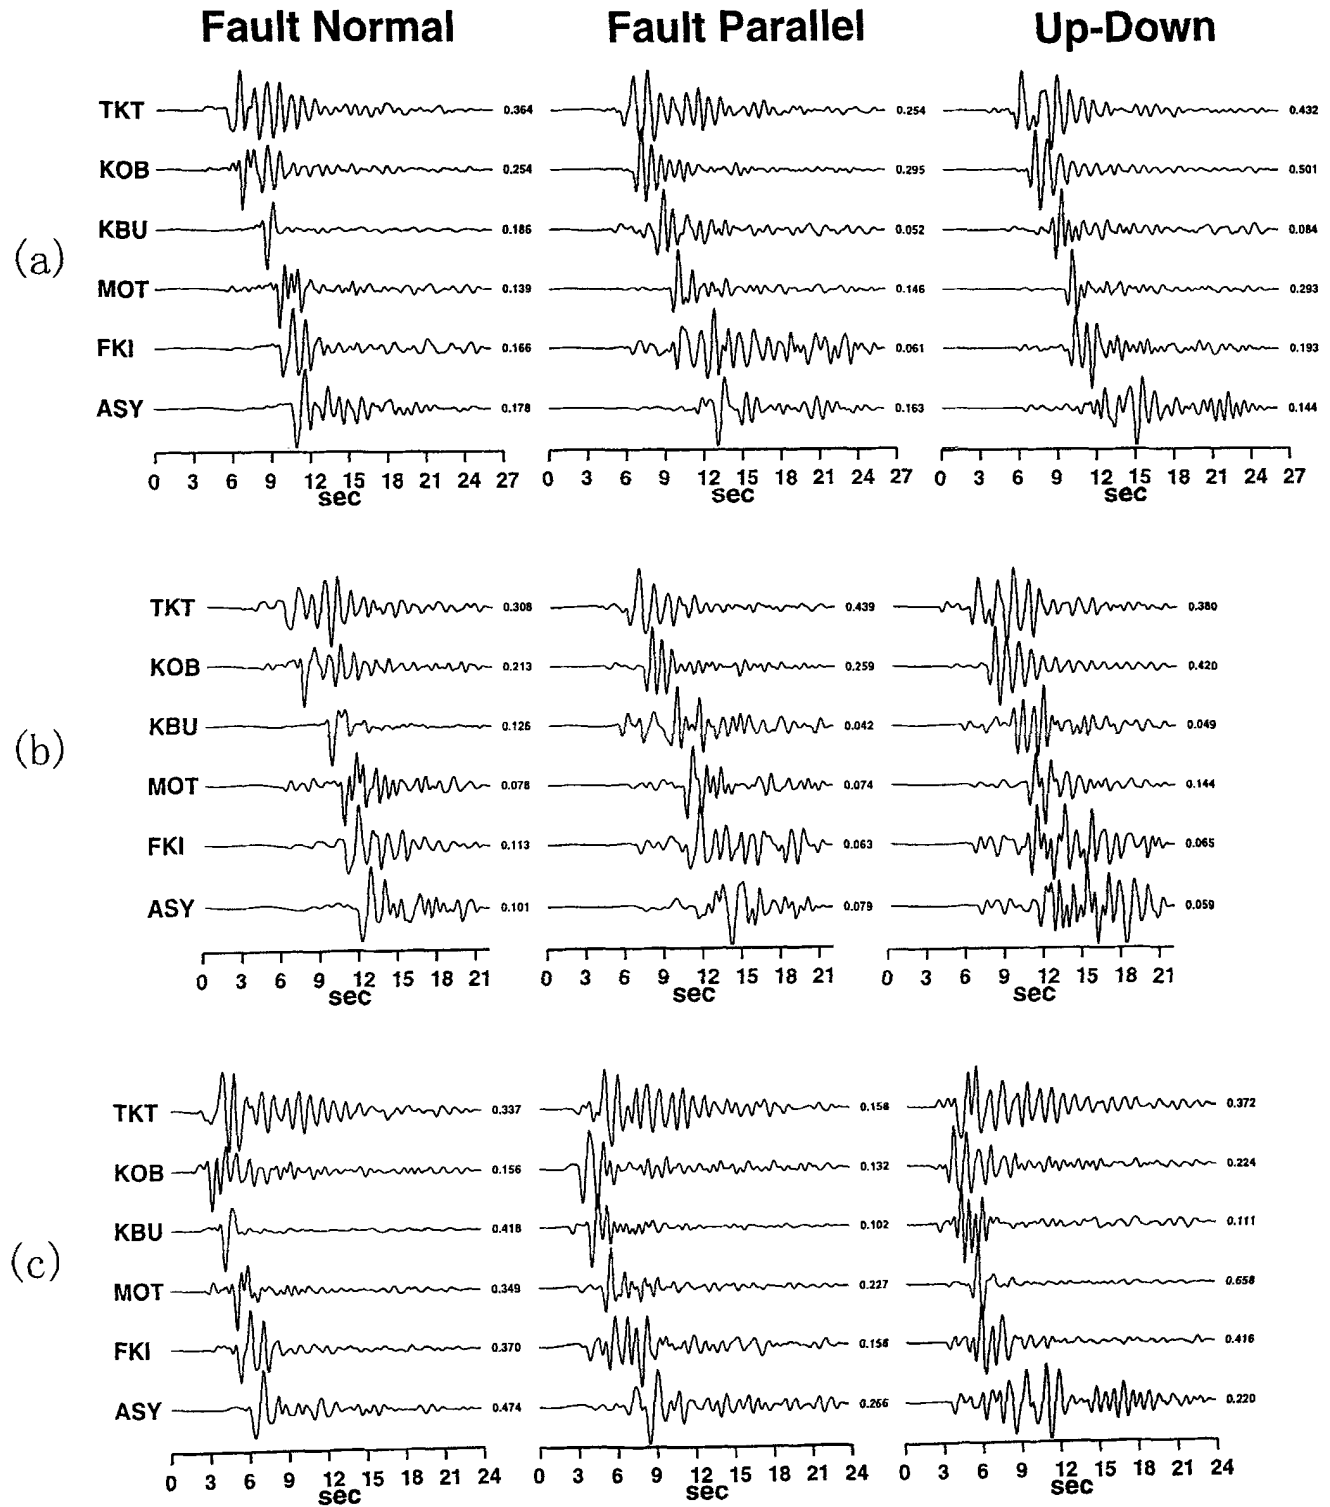 Fault Normal Fault Parallel Up-Down
(a)
TKT 0.364 0.254 0.432
KOB 0.254 0.295 0.501
KBU 0.186 0.052 0.084
MOT 0.139 0.146 0.293
FKI 0.166 0.061 0.193
ASY 0.178 0.163 0.144
0 3 6 9 12 15 18 21 24 27 0 3 6 9 12 15 18 21 24 27 0 3 6 9 12 15 18 21 24 27
sec sec sec
(b)
TKT 0.308 0.439 0.380
KOB 0.213 0.259 0.420
KBU 0.126 0.042 0.049
MOT 0.078 0.074 0.144
FKI 0.113 0.063 0.065
ASY 0.101 0.079 0.059
0 3 6 9 12 15 18 21 0 3 6 9 12 15 18 21 0 3 6 9 12 15 18 21
sec sec sec
(c)
TKT 0.337 0.158 0.372
KOB 0.156 0.132 0.224
KBU 0.418 0.102 0.111
MOT 0.349 0.227 0.658
FKI 0.370 0.156 0.416
ASY 0.474 0.266 0.220
0 3 6 9 12 15 18 21 24 0 3 6 9 12 15 18 21 24 0 3 6 9 12 15 18 21 24
sec sec sec